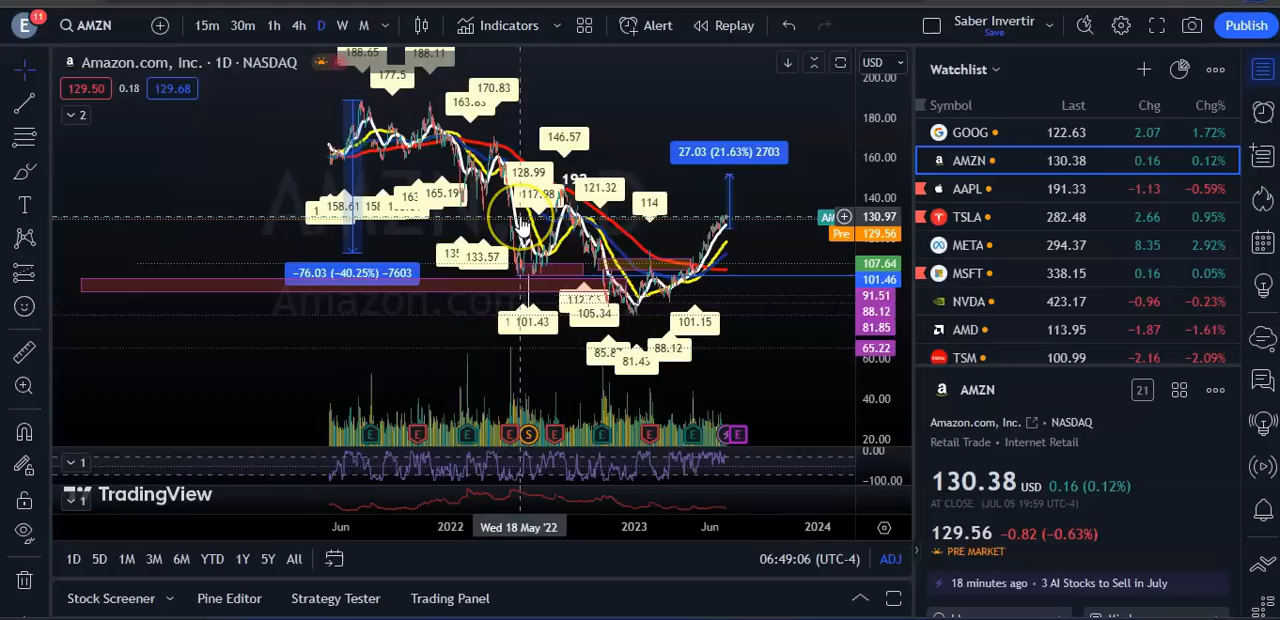 E 11
AMZN
15m 30m 1h 4h D W M
Indicators
Alert
Replay
Saber Invertir
Save
Publish
Amazon.com, Inc. · 1D · NASDAQ
129.50 0.18 129.68
2
USD
200.00
180.00
160.00
140.00
130.97
Pre 129.56
107.64
101.46
91.51
88.12
81.85
65.22
60.00
40.00
20.00
0.00
−100.00
188.65
188.11
177.5
163.83
170.83
146.57
128.99
117.98
121.32
114
27.03 (21.63%) 2703
158.61
165.19
133.57
−76.03 (−40.25%) −7603
101.43
105.34
101.15
81.43
88.12
Amazon.com, Inc.
E E E E S E E E E E
1
TradingView
1
Jun 2022 Wed 18 May '22 2023 Jun 2024
1D 5D 1M 3M 6M YTD 1Y 5Y All
06:49:06 (UTC-4) ADJ
Stock Screener Pine Editor Strategy Tester Trading Panel
Watchlist
Symbol Last Chg Chg%
GOOG 122.63 2.07 1.72%
AMZN 130.38 0.16 0.12%
AAPL 191.33 −1.13 −0.59%
TSLA 282.48 2.66 0.95%
META 294.37 8.35 2.92%
MSFT 338.15 0.16 0.05%
NVDA 423.17 −0.96 −0.23%
AMD 113.95 −1.87 −1.61%
TSM 100.99 −2.16 −2.09%
AMZN
21
Amazon.com, Inc. · NASDAQ
Retail Trade · Internet Retail
130.38 USD 0.16 (0.12%)
AT CLOSE (JUL 05 19:59 UTC-4)
129.56 −0.82 (−0.63%)
PRE MARKET
18 minutes ago · 3 AI Stocks to Sell in July